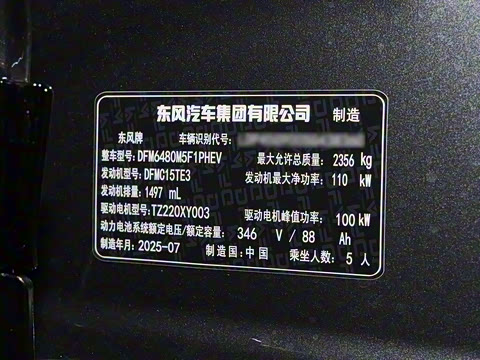 东风汽车集团有限公司 制造
东风牌 车辆识别代号:
整车型号: DFM6480M5F1PHEV 最大允许总质量: 2356 kg
发动机型号: DFMC15TE3 发动机最大净功率: 110 kW
发动机排量: 1497 mL
驱动电机型号: TZ220XY003 驱动电机峰值功率: 100 kW
动力电池系统额定电压/额定容量: 346 V / 88 Ah
制造年月: 2025-07 制造国: 中国 乘坐人数: 5 人